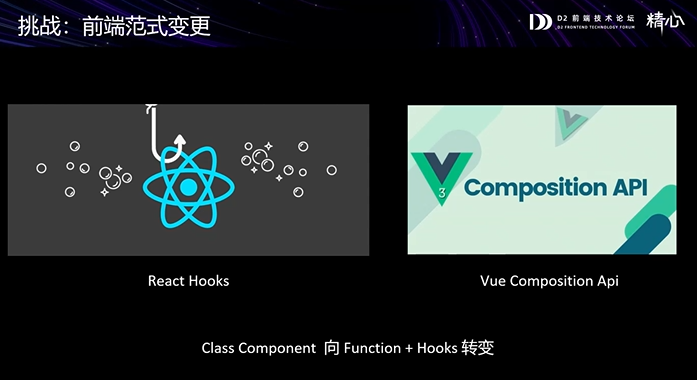 挑战：前端范式变更
D2 前端技术论坛
D2 FRONTEND TECHNOLOGY FORUM
精心
3
Composition API
React Hooks
Vue Composition Api
Class Component 向 Function + Hooks 转变